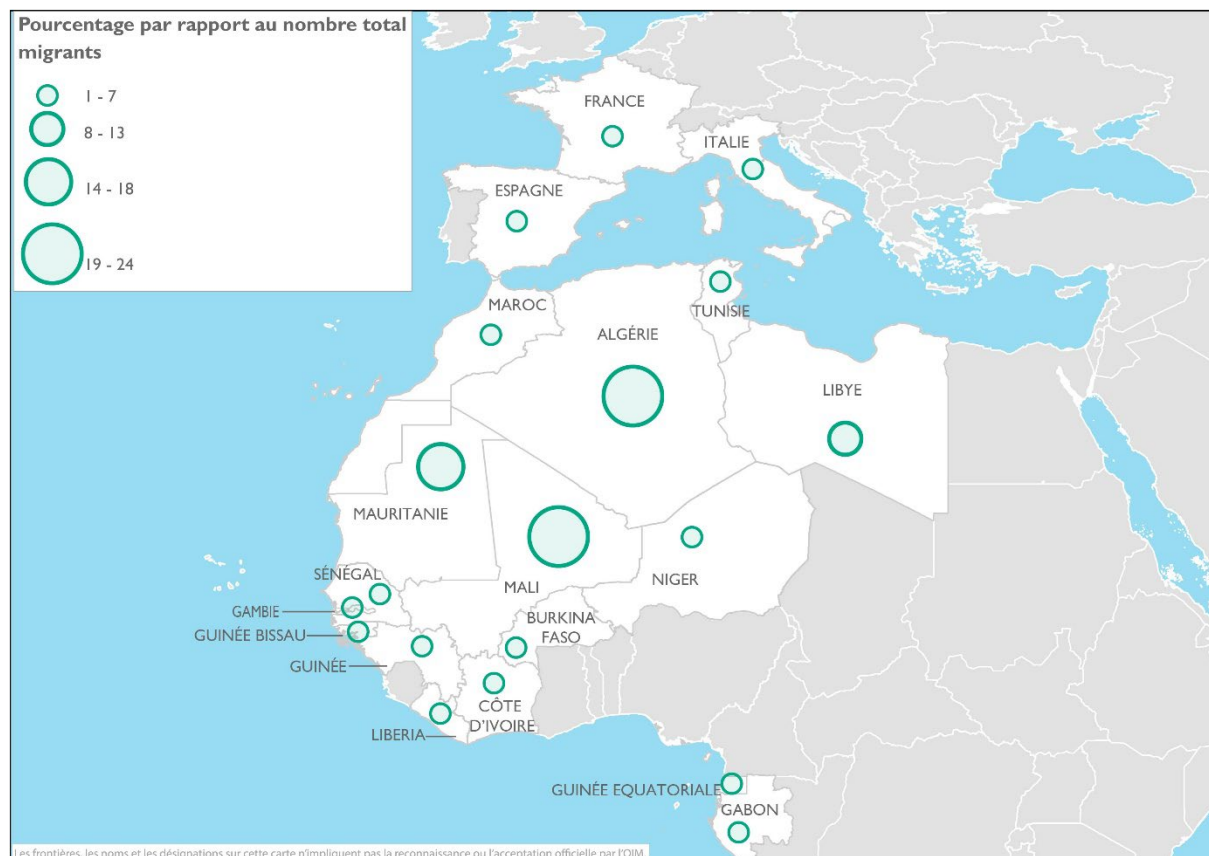 Pourcentage par rapport au nombre total
migrants
1 - 7
8 - 13
14 - 18
19 - 24
FRANCE
ITALIE
ESPAGNE
MAROC
TUNISIE
ALGÉRIE
LIBYE
MAURITANIE
MALI
NIGER
SÉNÉGAL
GAMBIE
BURKINA
FASO
GUINÉE BISSAU
GUINÉE
CÔTE
D'IVOIRE
LIBERIA
GUINÉE EQUATORIALE
GABON
Les frontières, les noms et les désignations sur cette carte n'impliquent pas la reconnaissance ou l'acceptation officielle par l'OIM.